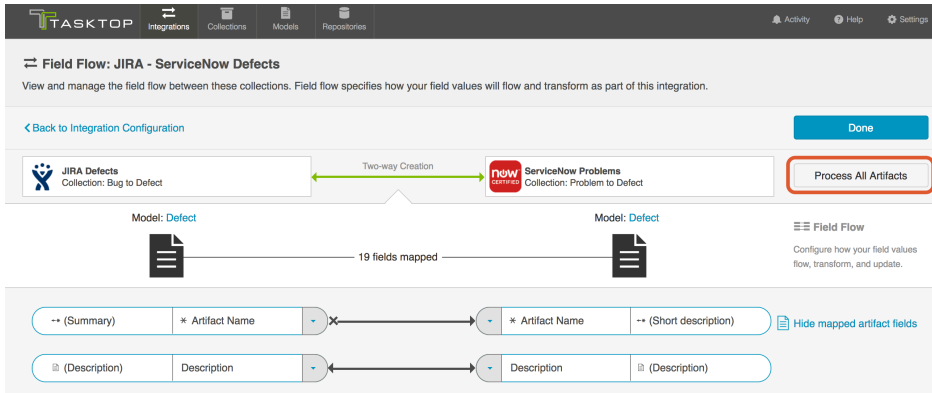 TASKTOP
Integrations
Collections
Models
Repositories
Activity
Help
Settings
Field Flow: JIRA - ServiceNow Defects
View and manage the field flow between these collections. Field flow specifies how your field values will flow and transform as part of this integration.
Back to Integration Configuration
Done
JIRA Defects
Collection: Bug to Defect
Two-way Creation
now
CERTIFIED
ServiceNow Problems
Collection: Problem to Defect
Process All Artifacts
Model: Defect
Model: Defect
19 fields mapped
Field Flow
Configure how your field values
flow, transform, and update.
(Summary)
* Artifact Name
* Artifact Name
(Short description)
Hide mapped artifact fields
(Description)
Description
Description
(Description)